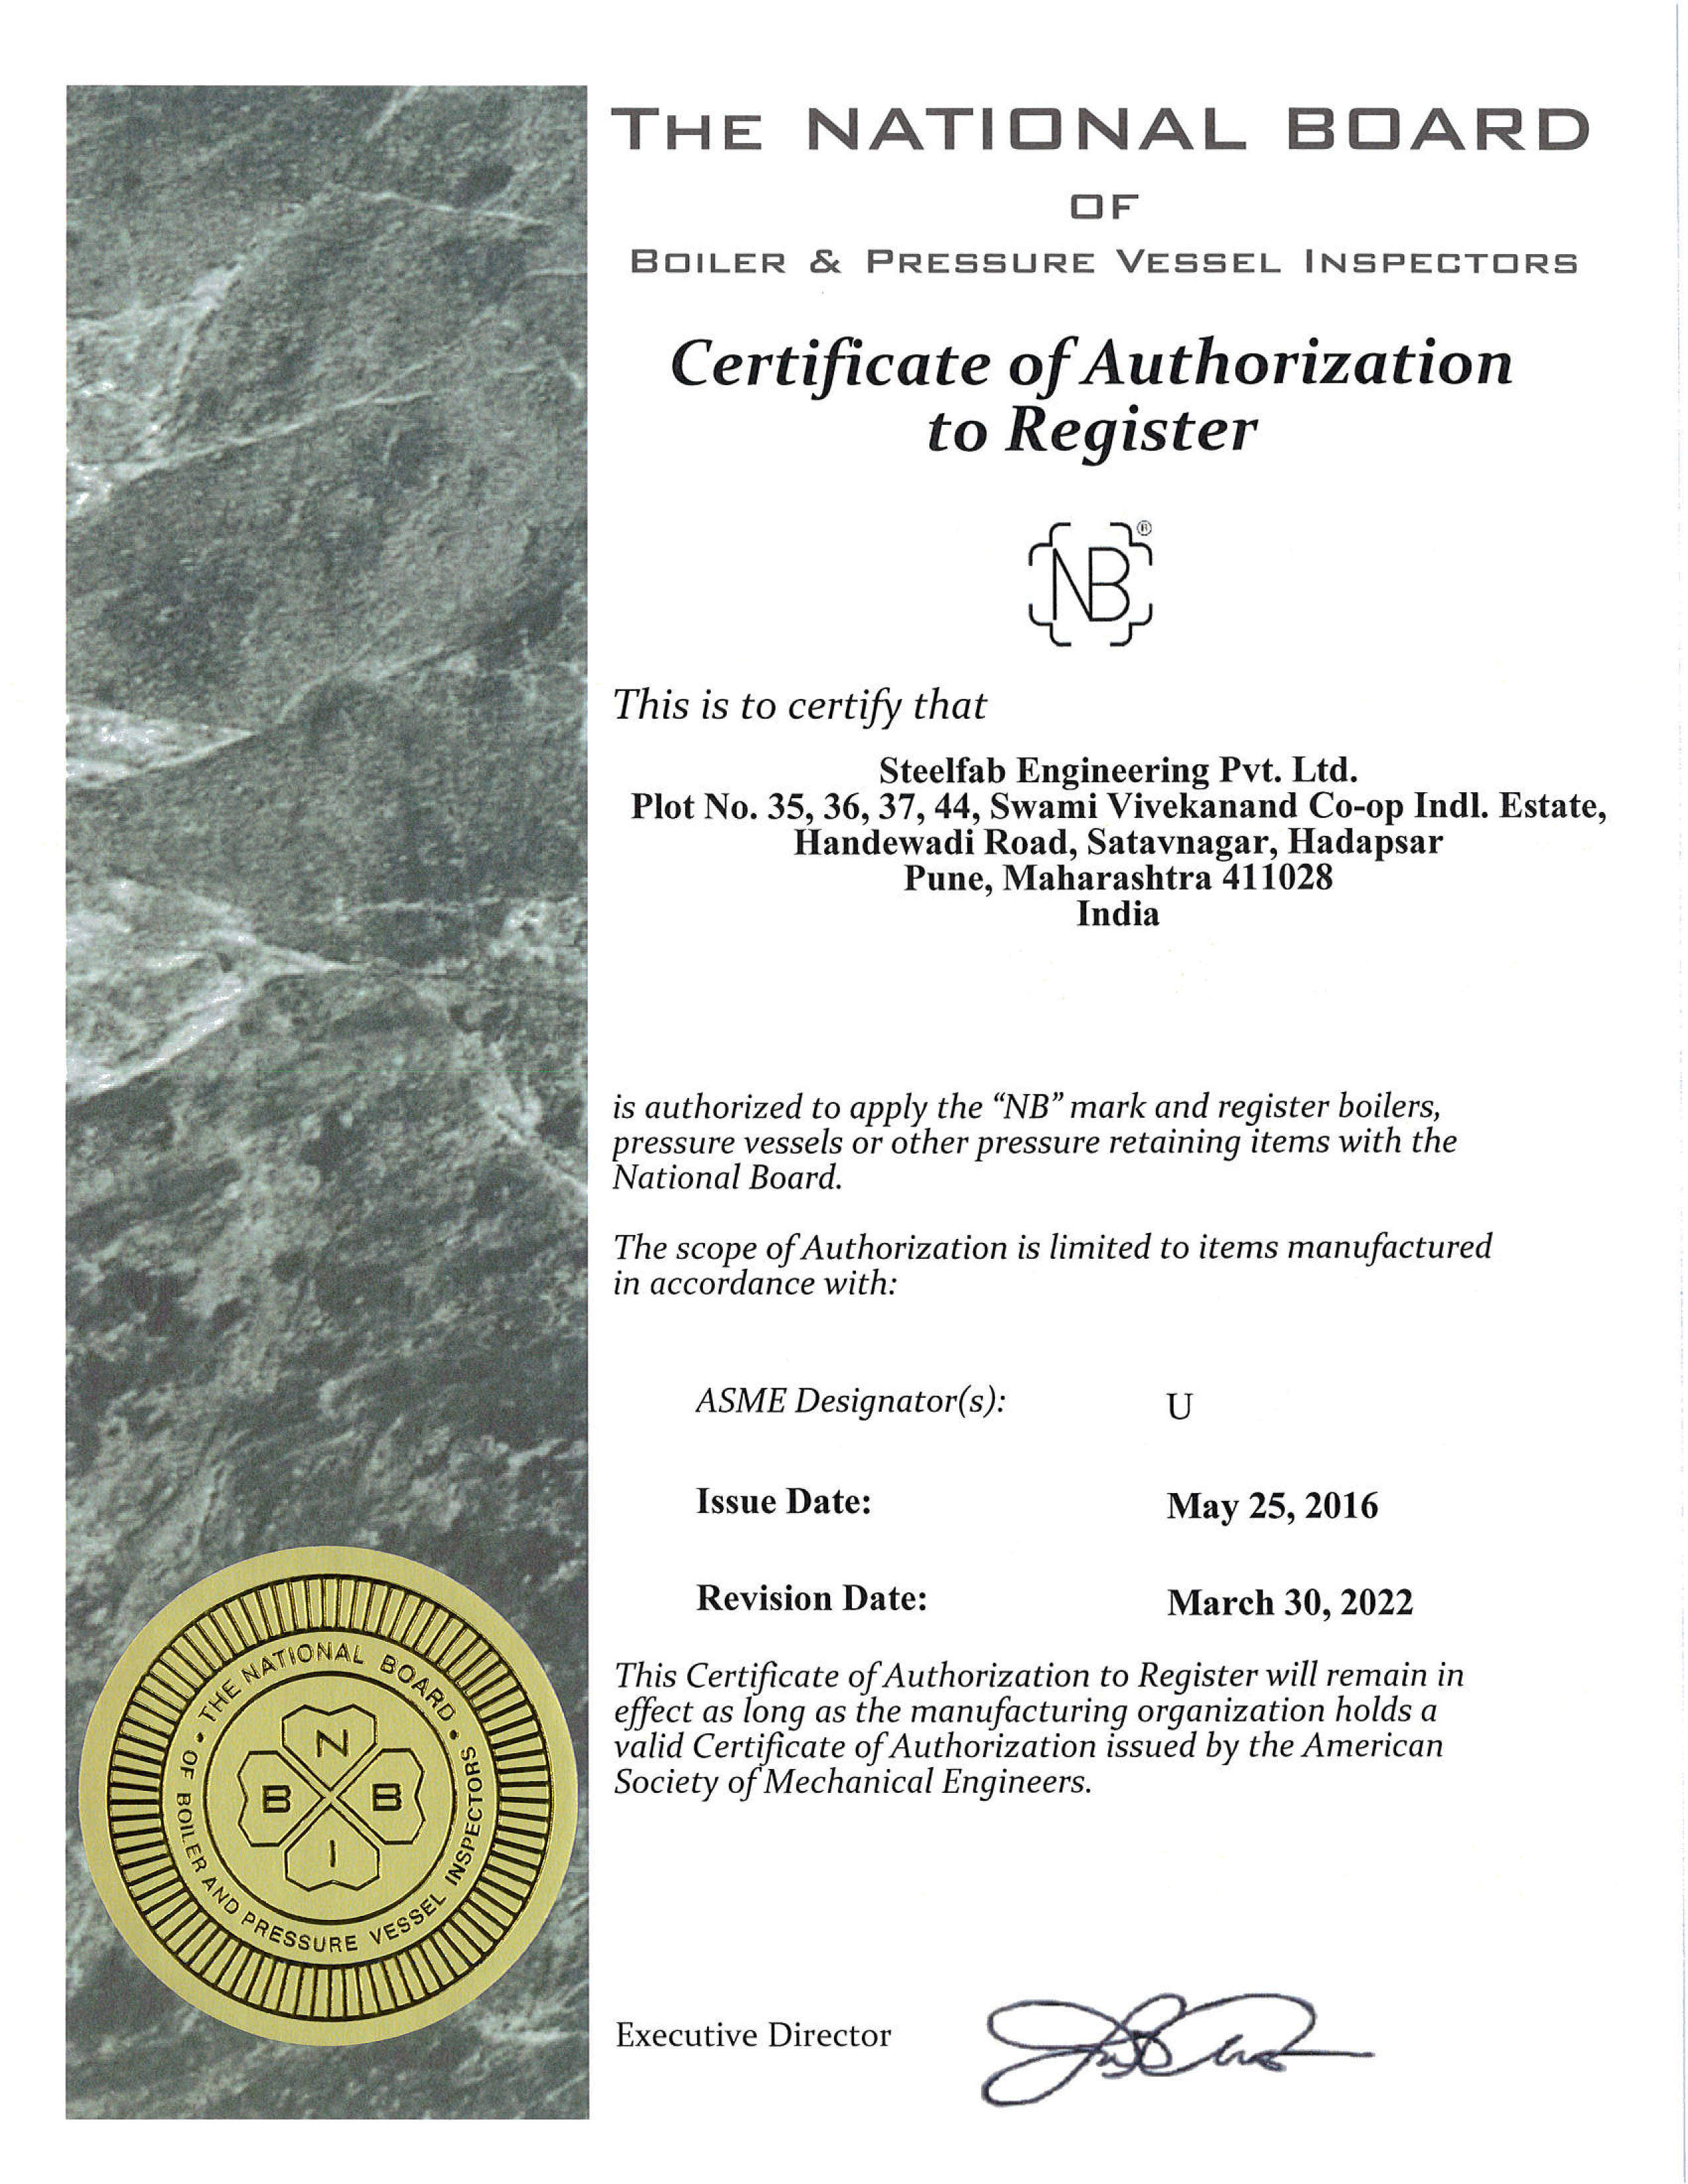 THE NATIONAL BOARD
OF
BOILER & PRESSURE VESSEL INSPECTORS
Certificate of Authorization
to Register
NB®
This is to certify that
Steelfab Engineering Pvt. Ltd.
Plot No. 35, 36, 37, 44, Swami Vivekanand Co-op Indl. Estate,
Handewadi Road, Satavnagar, Hadapsar
Pune, Maharashtra 411028
India
is authorized to apply the “NB” mark and register boilers,
pressure vessels or other pressure retaining items with the
National Board.
The scope of Authorization is limited to items manufactured
in accordance with:
ASME Designator(s): U
Issue Date: May 25, 2016
Revision Date: March 30, 2022
This Certificate of Authorization to Register will remain in
effect as long as the manufacturing organization holds a
valid Certificate of Authorization issued by the American
Society of Mechanical Engineers.
• THE NATIONAL BOARD •
OF BOILER AND PRESSURE VESSEL INSPECTORS
N
B B
I
Executive Director